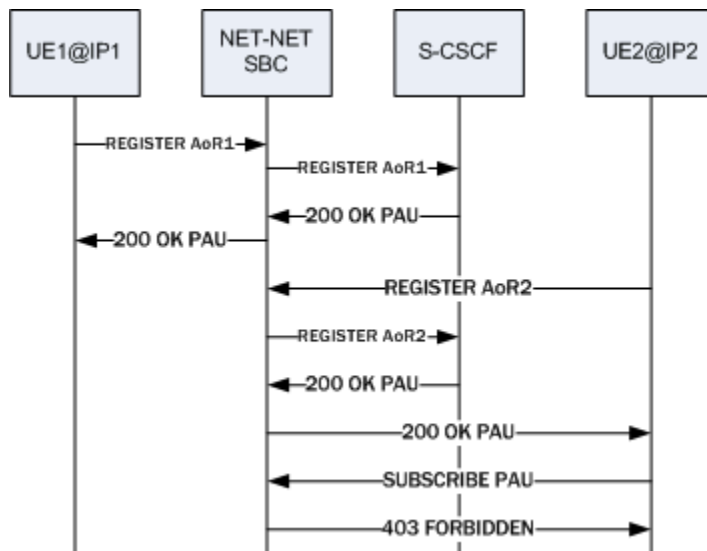 UE1@IP1
NET-NET
SBC
S-CSCF
UE2@IP2
REGISTER AoR1
REGISTER AoR1
200 OK PAU
200 OK PAU
REGISTER AoR2
REGISTER AoR2
200 OK PAU
200 OK PAU
SUBSCRIBE PAU
403 FORBIDDEN